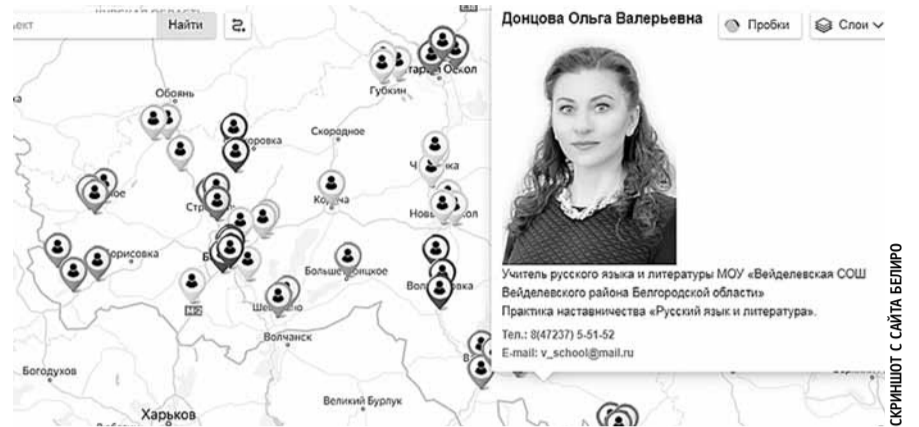 Найти
Донцова Ольга Валерьевна
Пробки
Слои
Обоянь
Губкин
Скородное
Борисовка
М-2
Волчанск
Богодухов
Великий Бурлук
Харьков
Учитель русского языка и литературы МОУ «Вейделевская СОШ
Вейделевского района Белгородской области»
Практика наставничества «Русский язык и литература».
Тел.: 8(47237) 5-51-52
E-mail: v_school@mail.ru
СКРИНШОТ С САЙТА БЕЛИРО